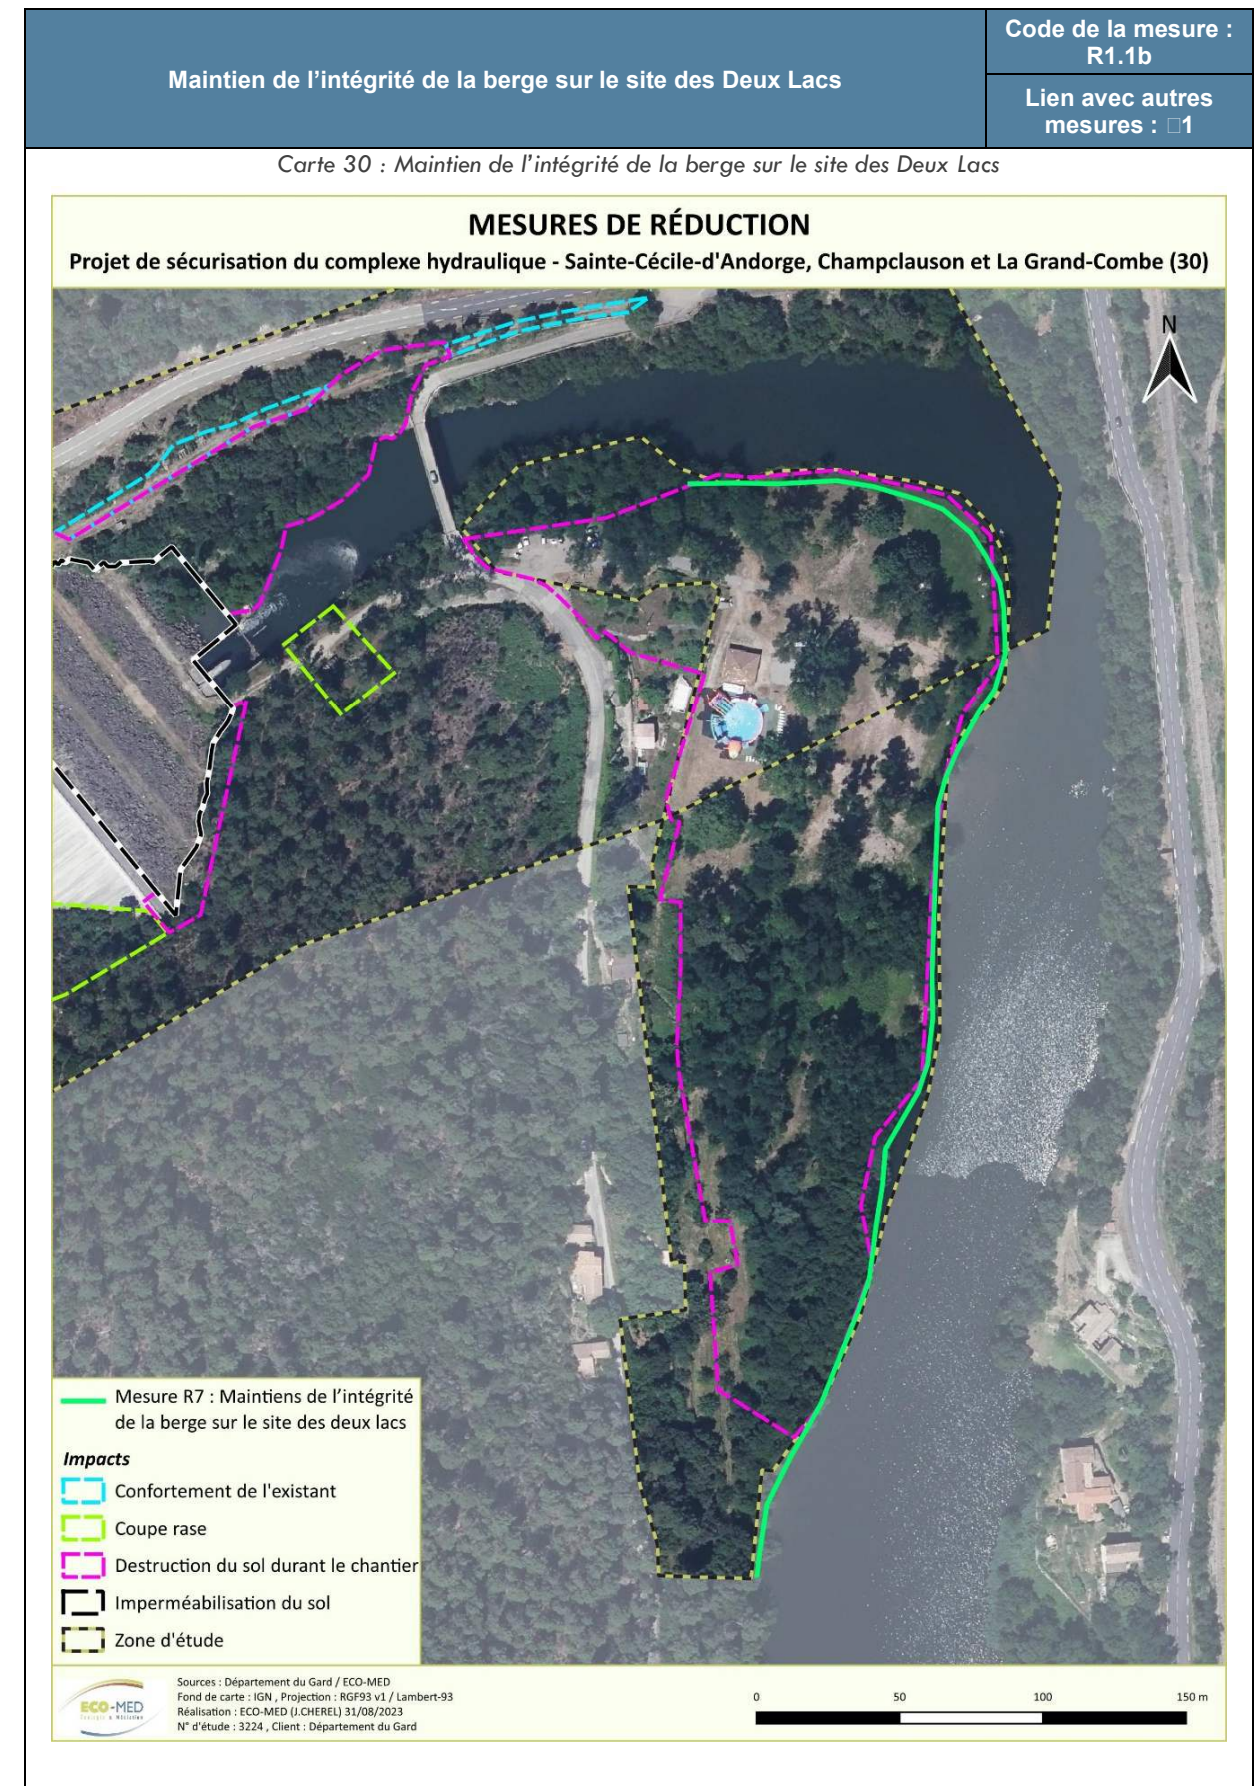 Maintien de l’intégrité de la berge sur le site des Deux Lacs
Code de la mesure :
R1.1b
Lien avec autres
mesures : □1
Carte 30 : Maintien de l’intégrité de la berge sur le site des Deux Lacs
MESURES DE RÉDUCTION
Projet de sécurisation du complexe hydraulique - Sainte-Cécile-d'Andorge, Champclauson et La Grand-Combe (30)
N
Mesure R7 : Maintiens de l’intégrité
de la berge sur le site des deux lacs
Impacts
Confortement de l'existant
Coupe rase
Destruction du sol durant le chantier
Imperméabilisation du sol
Zone d'étude
ECO-MED
Sources : Département du Gard / ECO-MED
Fond de carte : IGN , Projection : RGF93 v1 / Lambert-93
Réalisation : ECO-MED (J.CHEREL) 31/08/2023
N° d'étude : 3224 , Client : Département du Gard
0 50 100 150 m